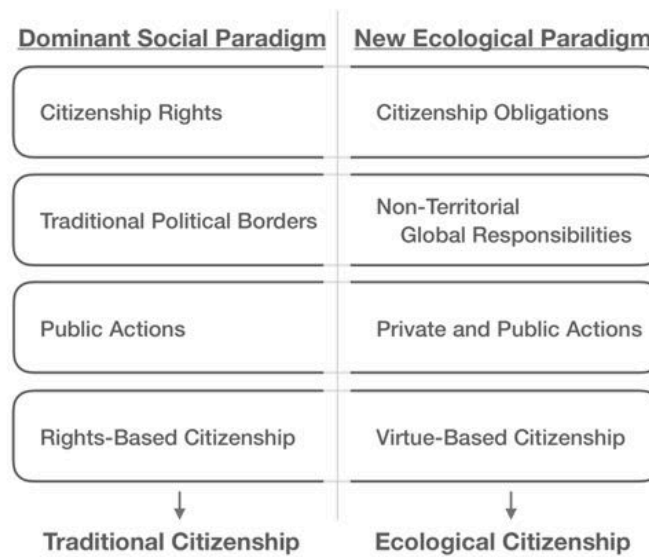 Dominant Social Paradigm
New Ecological Paradigm
Citizenship Rights
Citizenship Obligations
Traditional Political Borders
Non-Territorial
Global Responsibilities
Public Actions
Private and Public Actions
Rights-Based Citizenship
Virtue-Based Citizenship
Traditional Citizenship
Ecological Citizenship